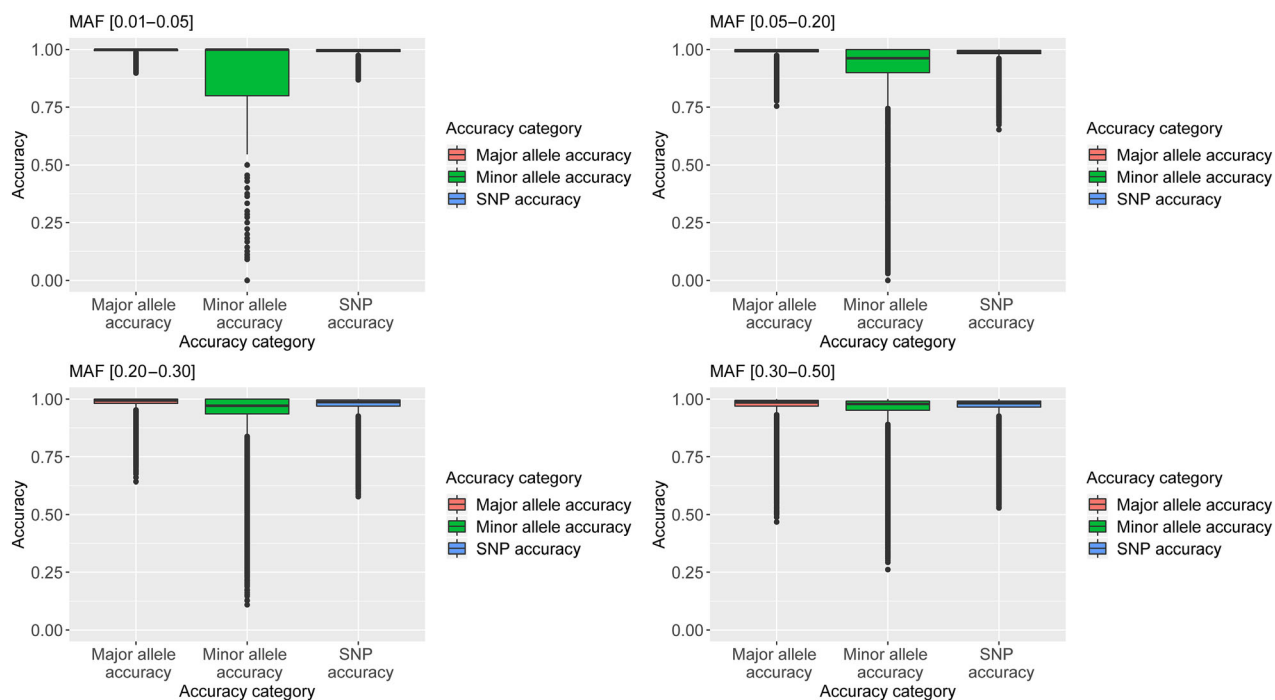 MAF [0.01–0.05]
Accuracy
1.00
0.75
0.50
0.25
0.00
Major allele
accuracy
Minor allele
accuracy
SNP
accuracy
Accuracy category
Accuracy category
Major allele accuracy
Minor allele accuracy
SNP accuracy
MAF [0.05–0.20]
Accuracy
1.00
0.75
0.50
0.25
0.00
Major allele
accuracy
Minor allele
accuracy
SNP
accuracy
Accuracy category
Accuracy category
Major allele accuracy
Minor allele accuracy
SNP accuracy
MAF [0.20–0.30]
Accuracy
1.00
0.75
0.50
0.25
0.00
Major allele
accuracy
Minor allele
accuracy
SNP
accuracy
Accuracy category
Accuracy category
Major allele accuracy
Minor allele accuracy
SNP accuracy
MAF [0.30–0.50]
Accuracy
1.00
0.75
0.50
0.25
0.00
Major allele
accuracy
Minor allele
accuracy
SNP
accuracy
Accuracy category
Accuracy category
Major allele accuracy
Minor allele accuracy
SNP accuracy